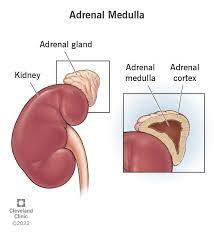 Adrenal Medulla
Adrenal gland
Kidney
Adrenal
medulla
Adrenal
cortex
Cleveland
Clinic
©2022